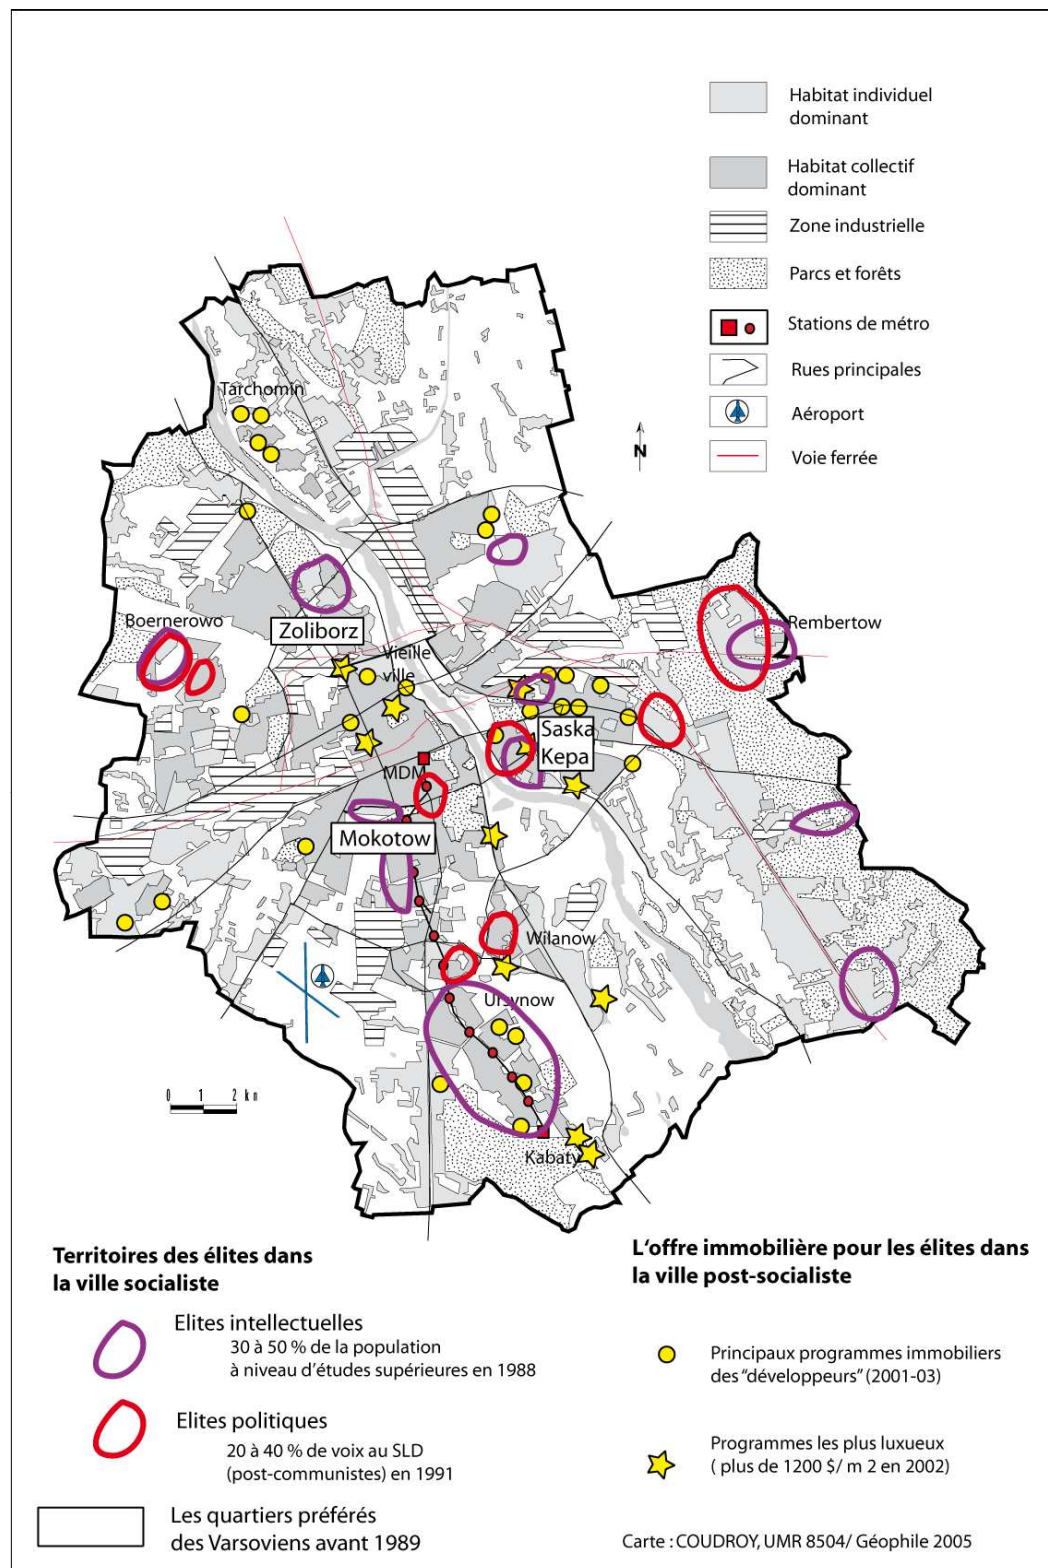 Habitat individuel
dominant
Habitat collectif
dominant
Zone industrielle
Parcs et forêts
Stations de métro
Rues principales
Aéroport
Voie ferrée
N
Tarchomin
Boernerowo
Zoliborz
Vieille
ville
Rembertow
Saska
Kepa
MDM
Mokotow
Wilanow
Ursynow
0 1 2 k n
Kabaty
Territoires des élites dans
la ville socialiste
Elites intellectuelles
30 à 50 % de la population
à niveau d'études supérieures en 1988
Elites politiques
20 à 40 % de voix au SLD
(post-communistes) en 1991
Les quartiers préférés
des Varsoviens avant 1989
L'offre immobilière pour les élites dans
la ville post-socialiste
Principaux programmes immobiliers
des "développeurs" (2001-03)
Programmes les plus luxueux
( plus de 1200 $/ m 2 en 2002)
Carte : COUDROY, UMR 8504/ Géophile 2005